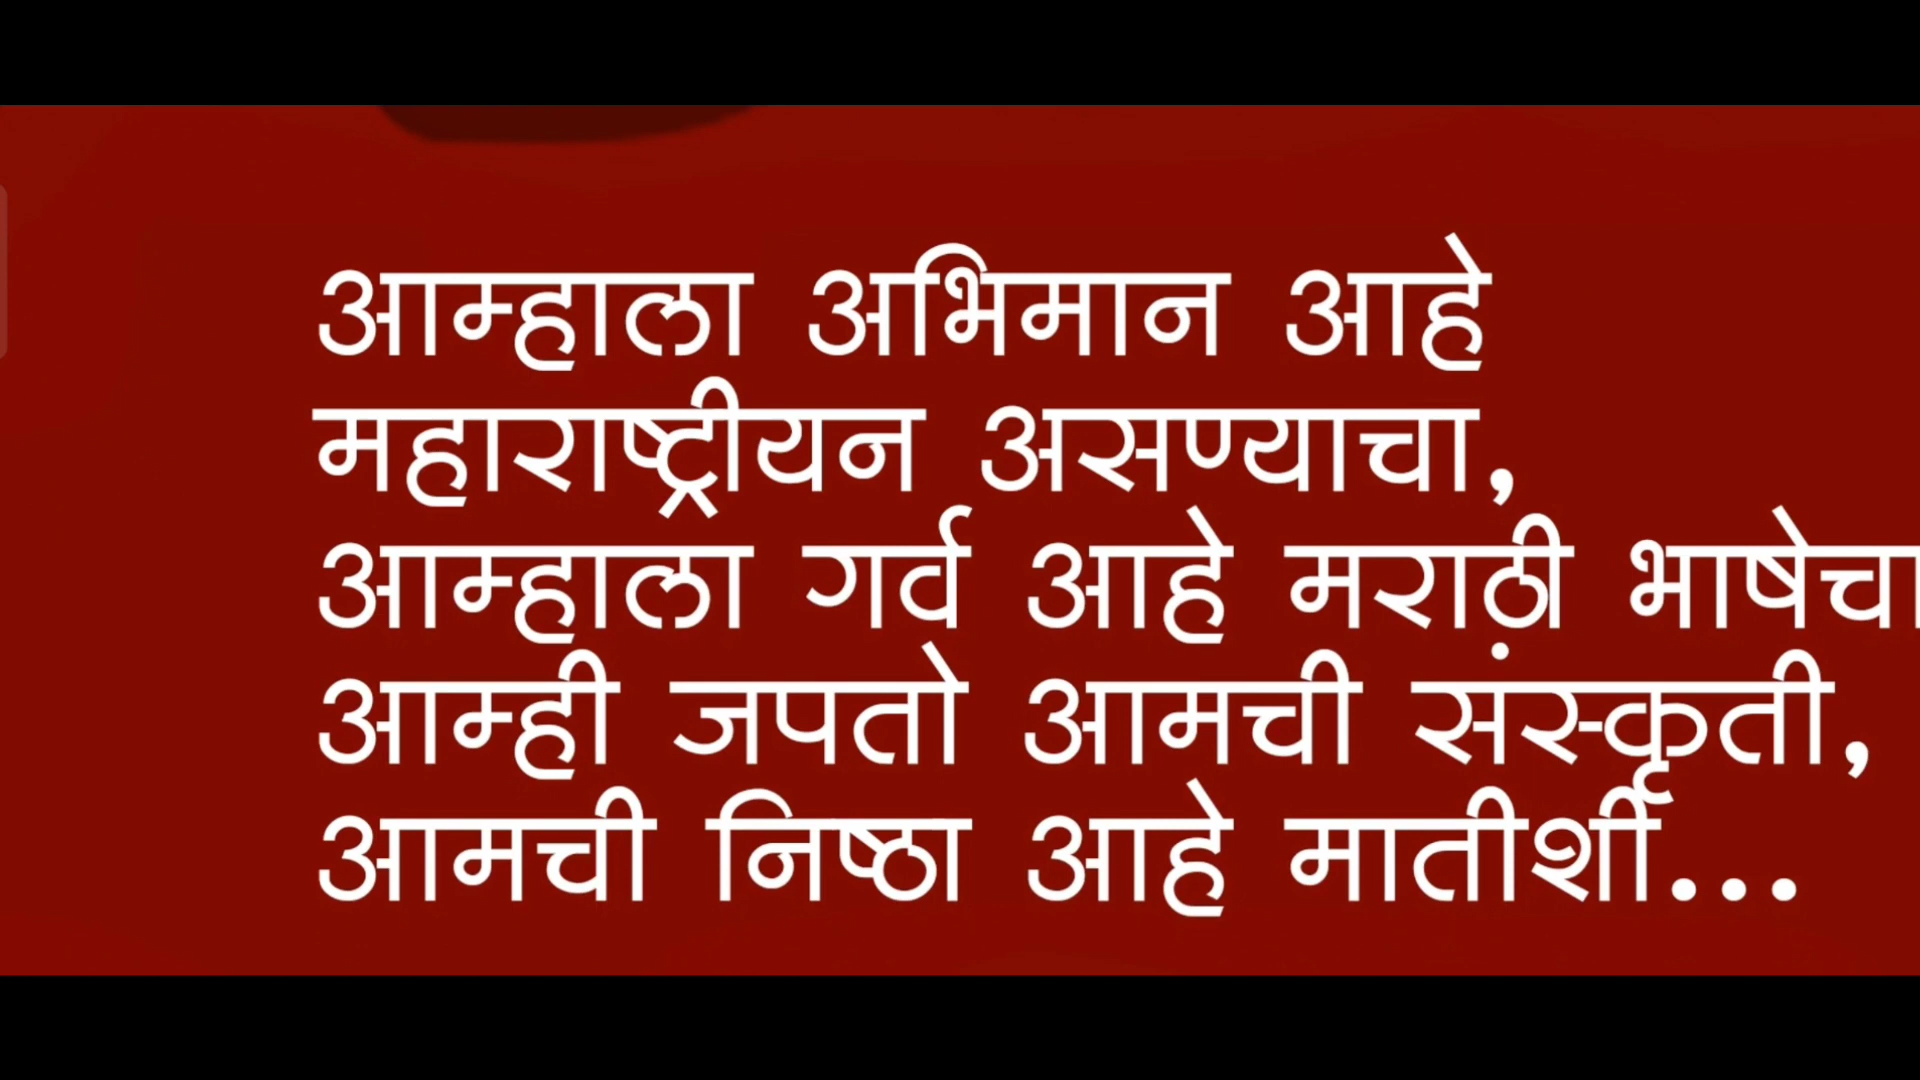 आम्हाला अभिमान आहे
महाराष्ट्रीयन असण्याचा,
आम्हाला गर्व आहे मराठी भाषेचा
आम्ही जपतो आमची संस्कृती,
आमची निष्ठा आहे मातीशी...